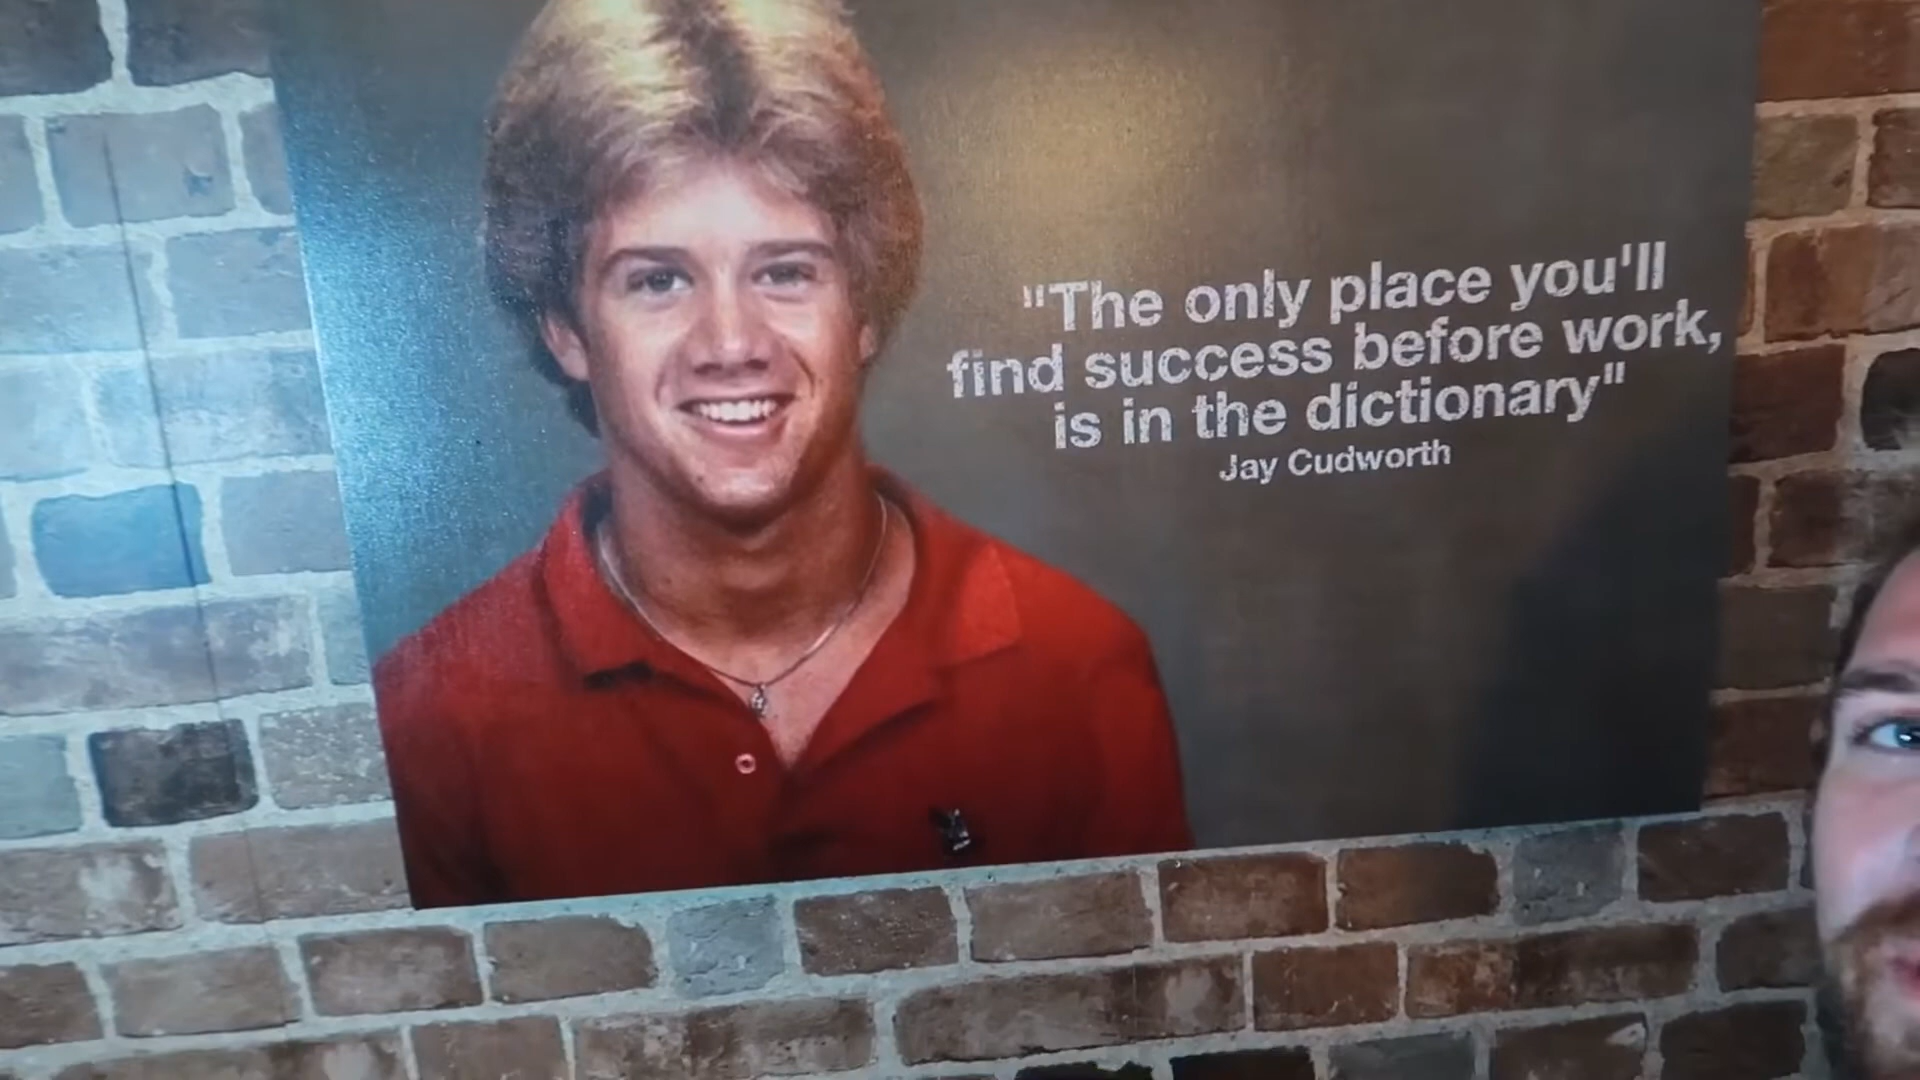 "The only place you'll
find success before work,
is in the dictionary"
Jay Cudworth